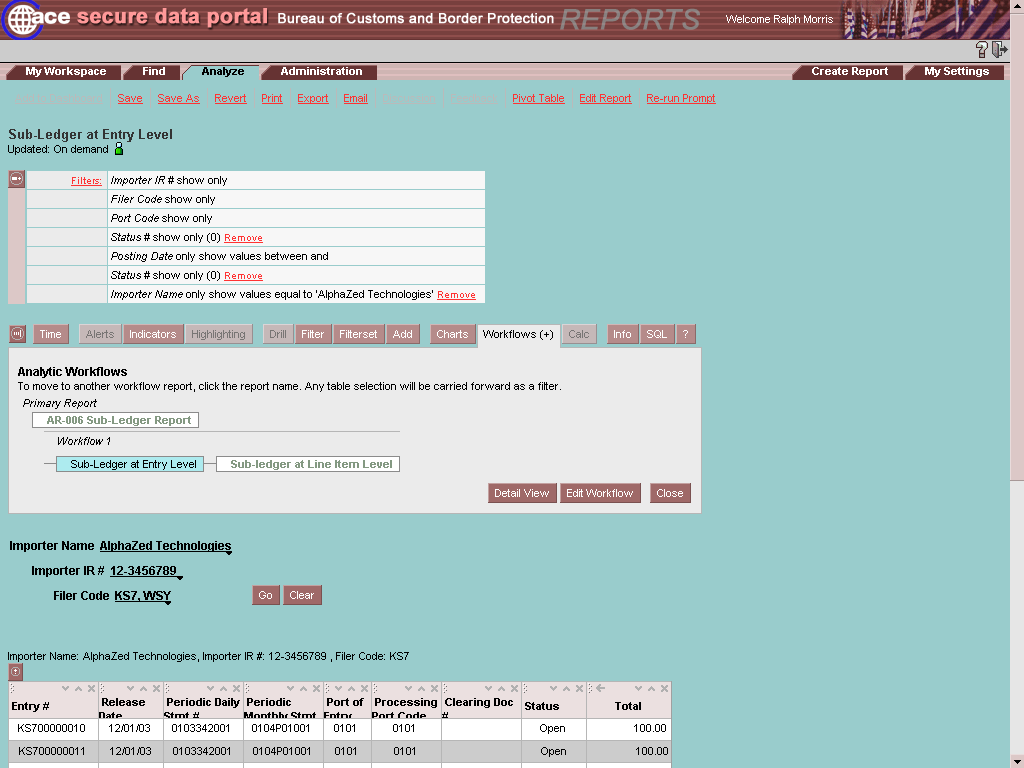 ace secure data portal Bureau of Customs and Border Protection REPORTS Welcome Ralph Morris
?
My Workspace Find Analyze Administration Create Report My Settings
Save Save As Revert Print Export Email Pivot Table Edit Report Re-run Prompt
Sub-Ledger at Entry Level
Updated: On demand
Filters: Importer IR # show only
Filer Code show only
Port Code show only
Status # show only (0) Remove
Posting Date only show values between and
Status # show only (0) Remove
Importer Name only show values equal to 'AlphaZed Technologies' Remove
Time Alerts Indicators Highlighting Drill Filter Filterset Add Charts Workflows (+) Calc Info SQL ?
Analytic Workflows
To move to another workflow report, click the report name. Any table selection will be carried forward as a filter.
Primary Report
AR-006 Sub-Ledger Report
Workflow 1
Sub-Ledger at Entry Level Sub-ledger at Line Item Level
Detail View Edit Workflow Close
Importer Name AlphaZed Technologies
Importer IR # 12-3456789
Filer Code KS7, WSY Go Clear
Importer Name: AlphaZed Technologies, Importer IR #: 12-3456789 , Filer Code: KS7
Entry # Release Date Periodic Daily Stmt # Periodic Monthly Stmt Port of Entry Processing Port Code Clearing Doc # Status Total
KS700000010 12/01/03 0103342001 0104P01001 0101 0101 Open 100.00
KS700000011 12/01/03 0103342001 0104P01001 0101 0101 Open 100.00